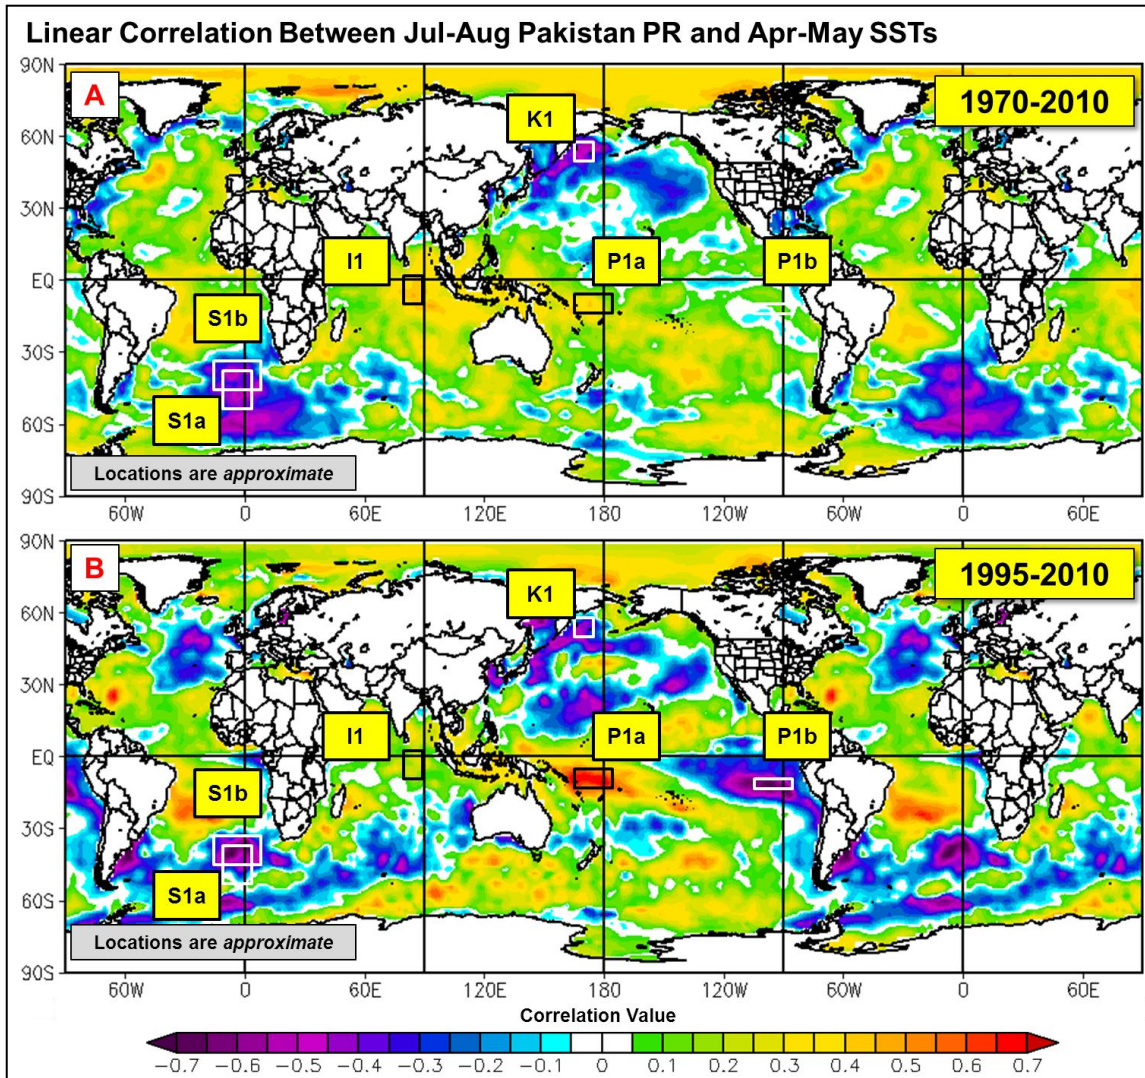 Linear Correlation Between Jul-Aug Pakistan PR and Apr-May SSTs
90N
A
1970-2010
K1
60N
30N
I1
P1a
P1b
EQ
S1b
30S
S1a
60S
Locations are approximate
90S
60W 0 60E 120E 180 120W 60W 0 60E
90N
B
1995-2010
K1
60N
30N
I1
P1a
P1b
EQ
S1b
30S
S1a
60S
Locations are approximate
90S
60W 0 60E 120E 180 120W 60W 0 60E
Correlation Value
−0.7 −0.6 −0.5 −0.4 −0.3 −0.2 −0.1 0 0.1 0.2 0.3 0.4 0.5 0.6 0.7